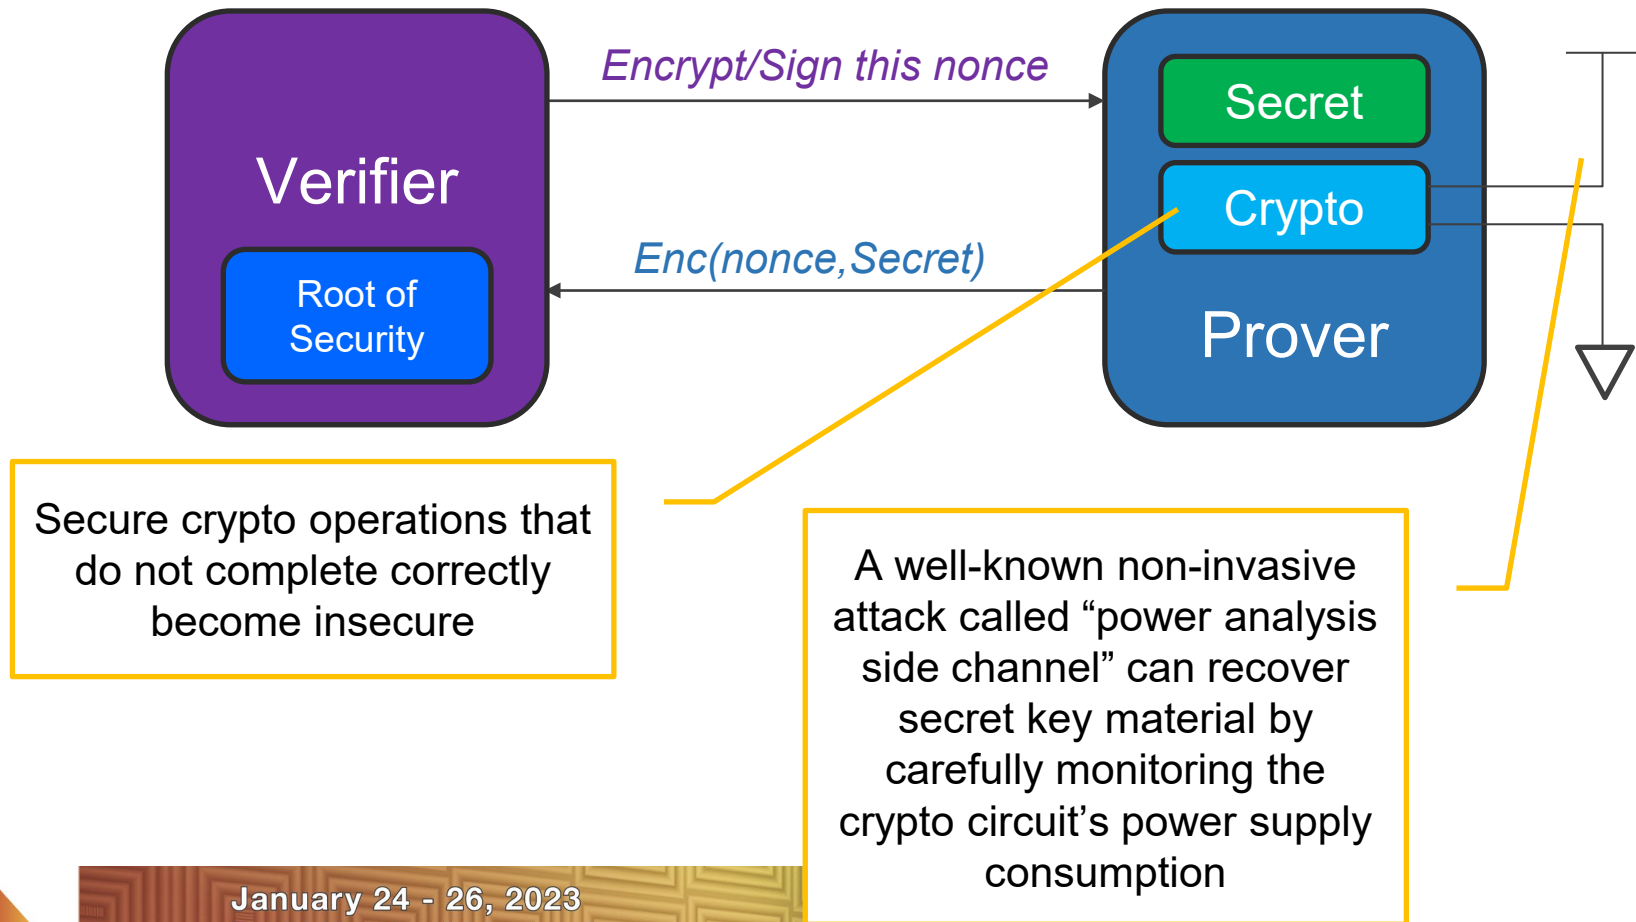 Encrypt/Sign this nonce
Secret
Verifier
Crypto
Enc(nonce,Secret)
Root of
Security
Prover
Secure crypto operations that
do not complete correctly
become insecure
A well-known non-invasive
attack called “power analysis
side channel” can recover
secret key material by
carefully monitoring the
crypto circuit’s power supply
consumption
January 24 - 26, 2023